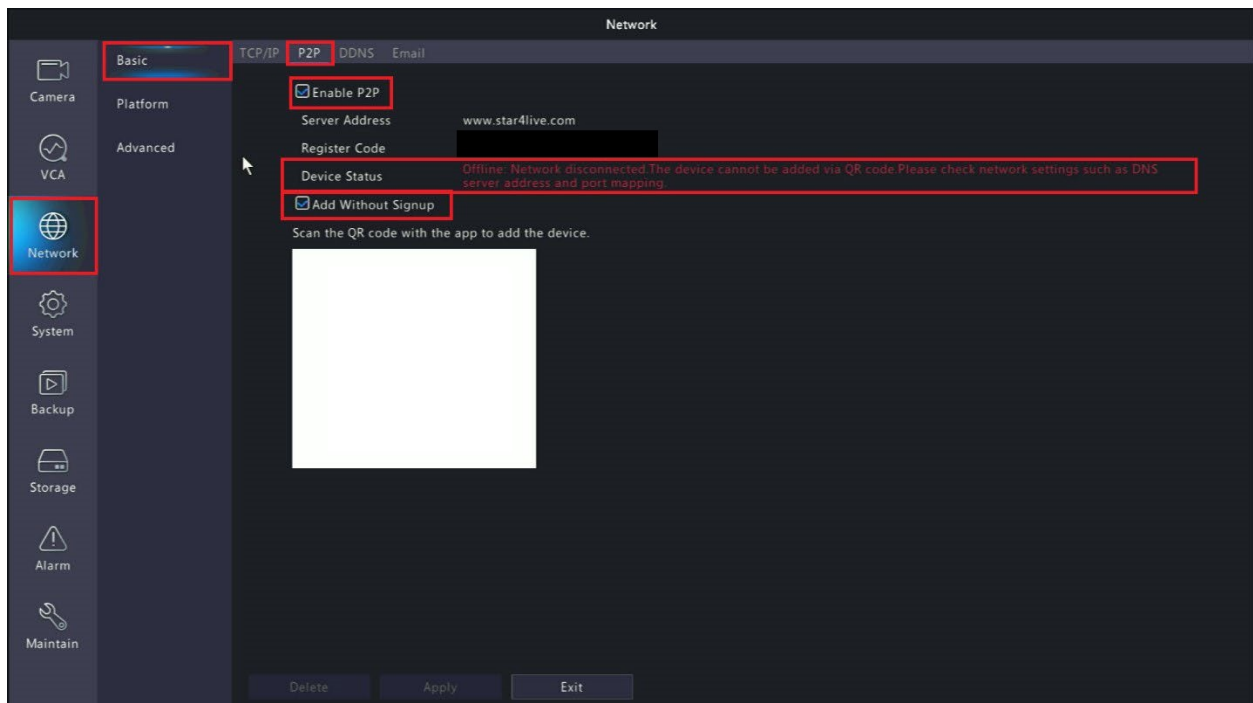 Network
Camera
VCA
Network
System
Backup
Storage
Alarm
Maintain
Basic
Platform
Advanced
TCP/IP P2P DDNS Email
Enable P2P
Server Address www.star4live.com
Register Code
Device Status Offline: Network disconnected.The device cannot be added via QR code.Please check network settings such as DNS
server address and port mapping.
Add Without Signup
Scan the QR code with the app to add the device.
Delete Apply Exit